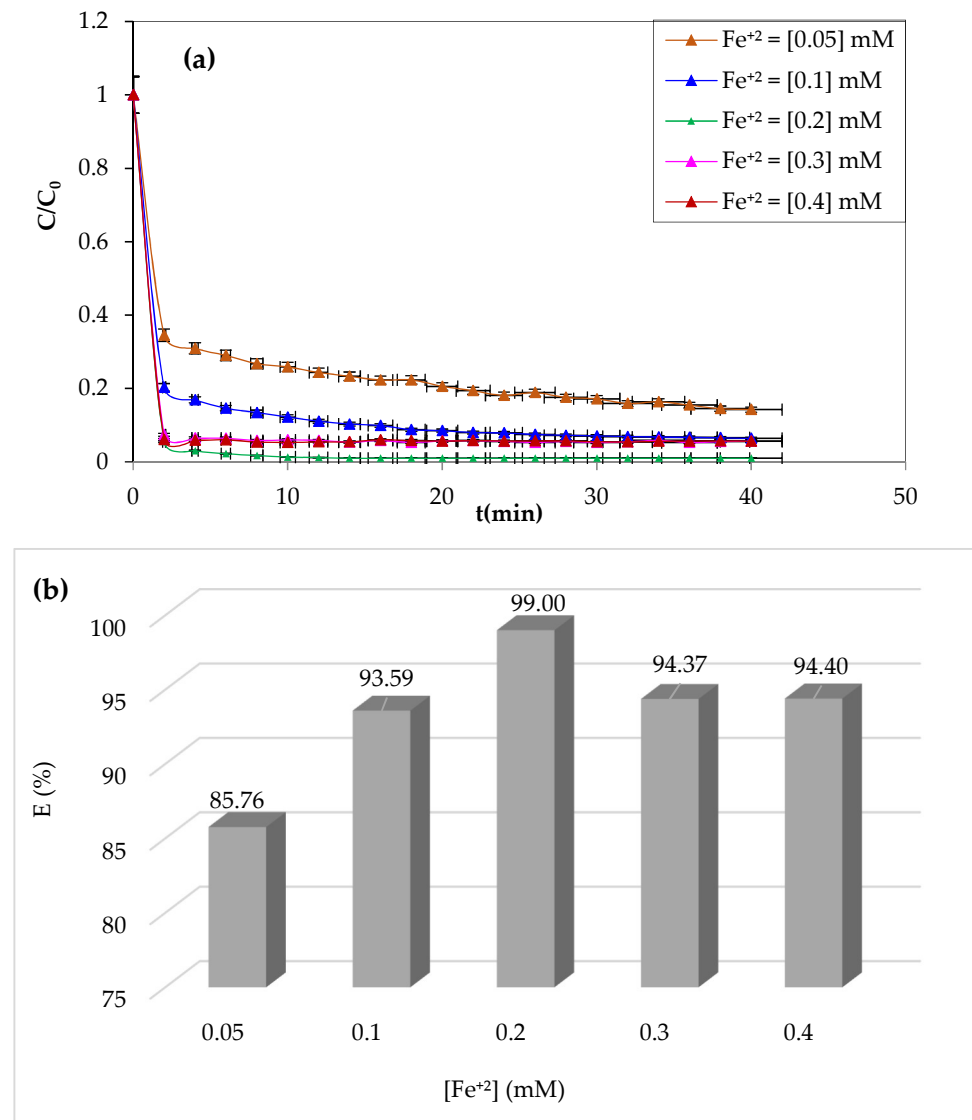 (a)
Fe⁺² = [0.05] mM
Fe⁺² = [0.1] mM
Fe⁺² = [0.2] mM
Fe⁺² = [0.3] mM
Fe⁺² = [0.4] mM
1.2
1
0.8
0.6
0.4
0.2
0
C/C₀
0 10 20 30 40 50
t(min)
(b)
100
95
90
85
80
75
E (%)
85.76
93.59
99.00
94.37
94.40
0.05 0.1 0.2 0.3 0.4
[Fe⁺²] (mM)